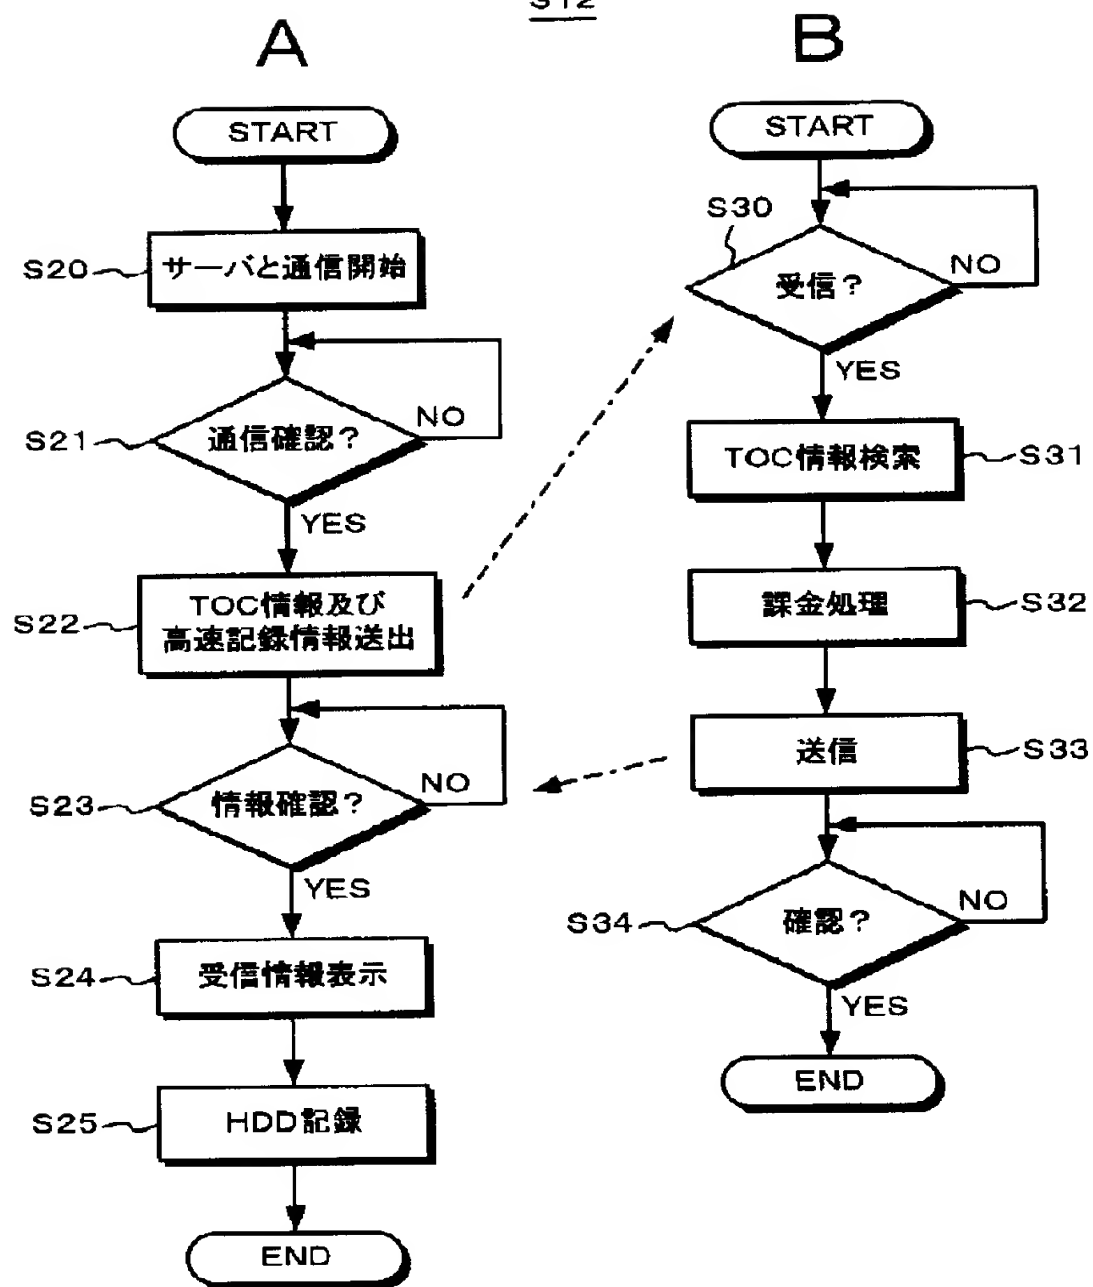 S12
A
START
S20
サーバと通信開始
S21
通信確認?
NO
YES
S22
TOC情報及び
高速記録情報送出
S23
情報確認?
NO
YES
S24
受信情報表示
S25
HDD記録
END
B
START
S30
受信?
NO
YES
TOC情報検索
S31
課金処理
S32
送信
S33
S34
確認?
NO
YES
END